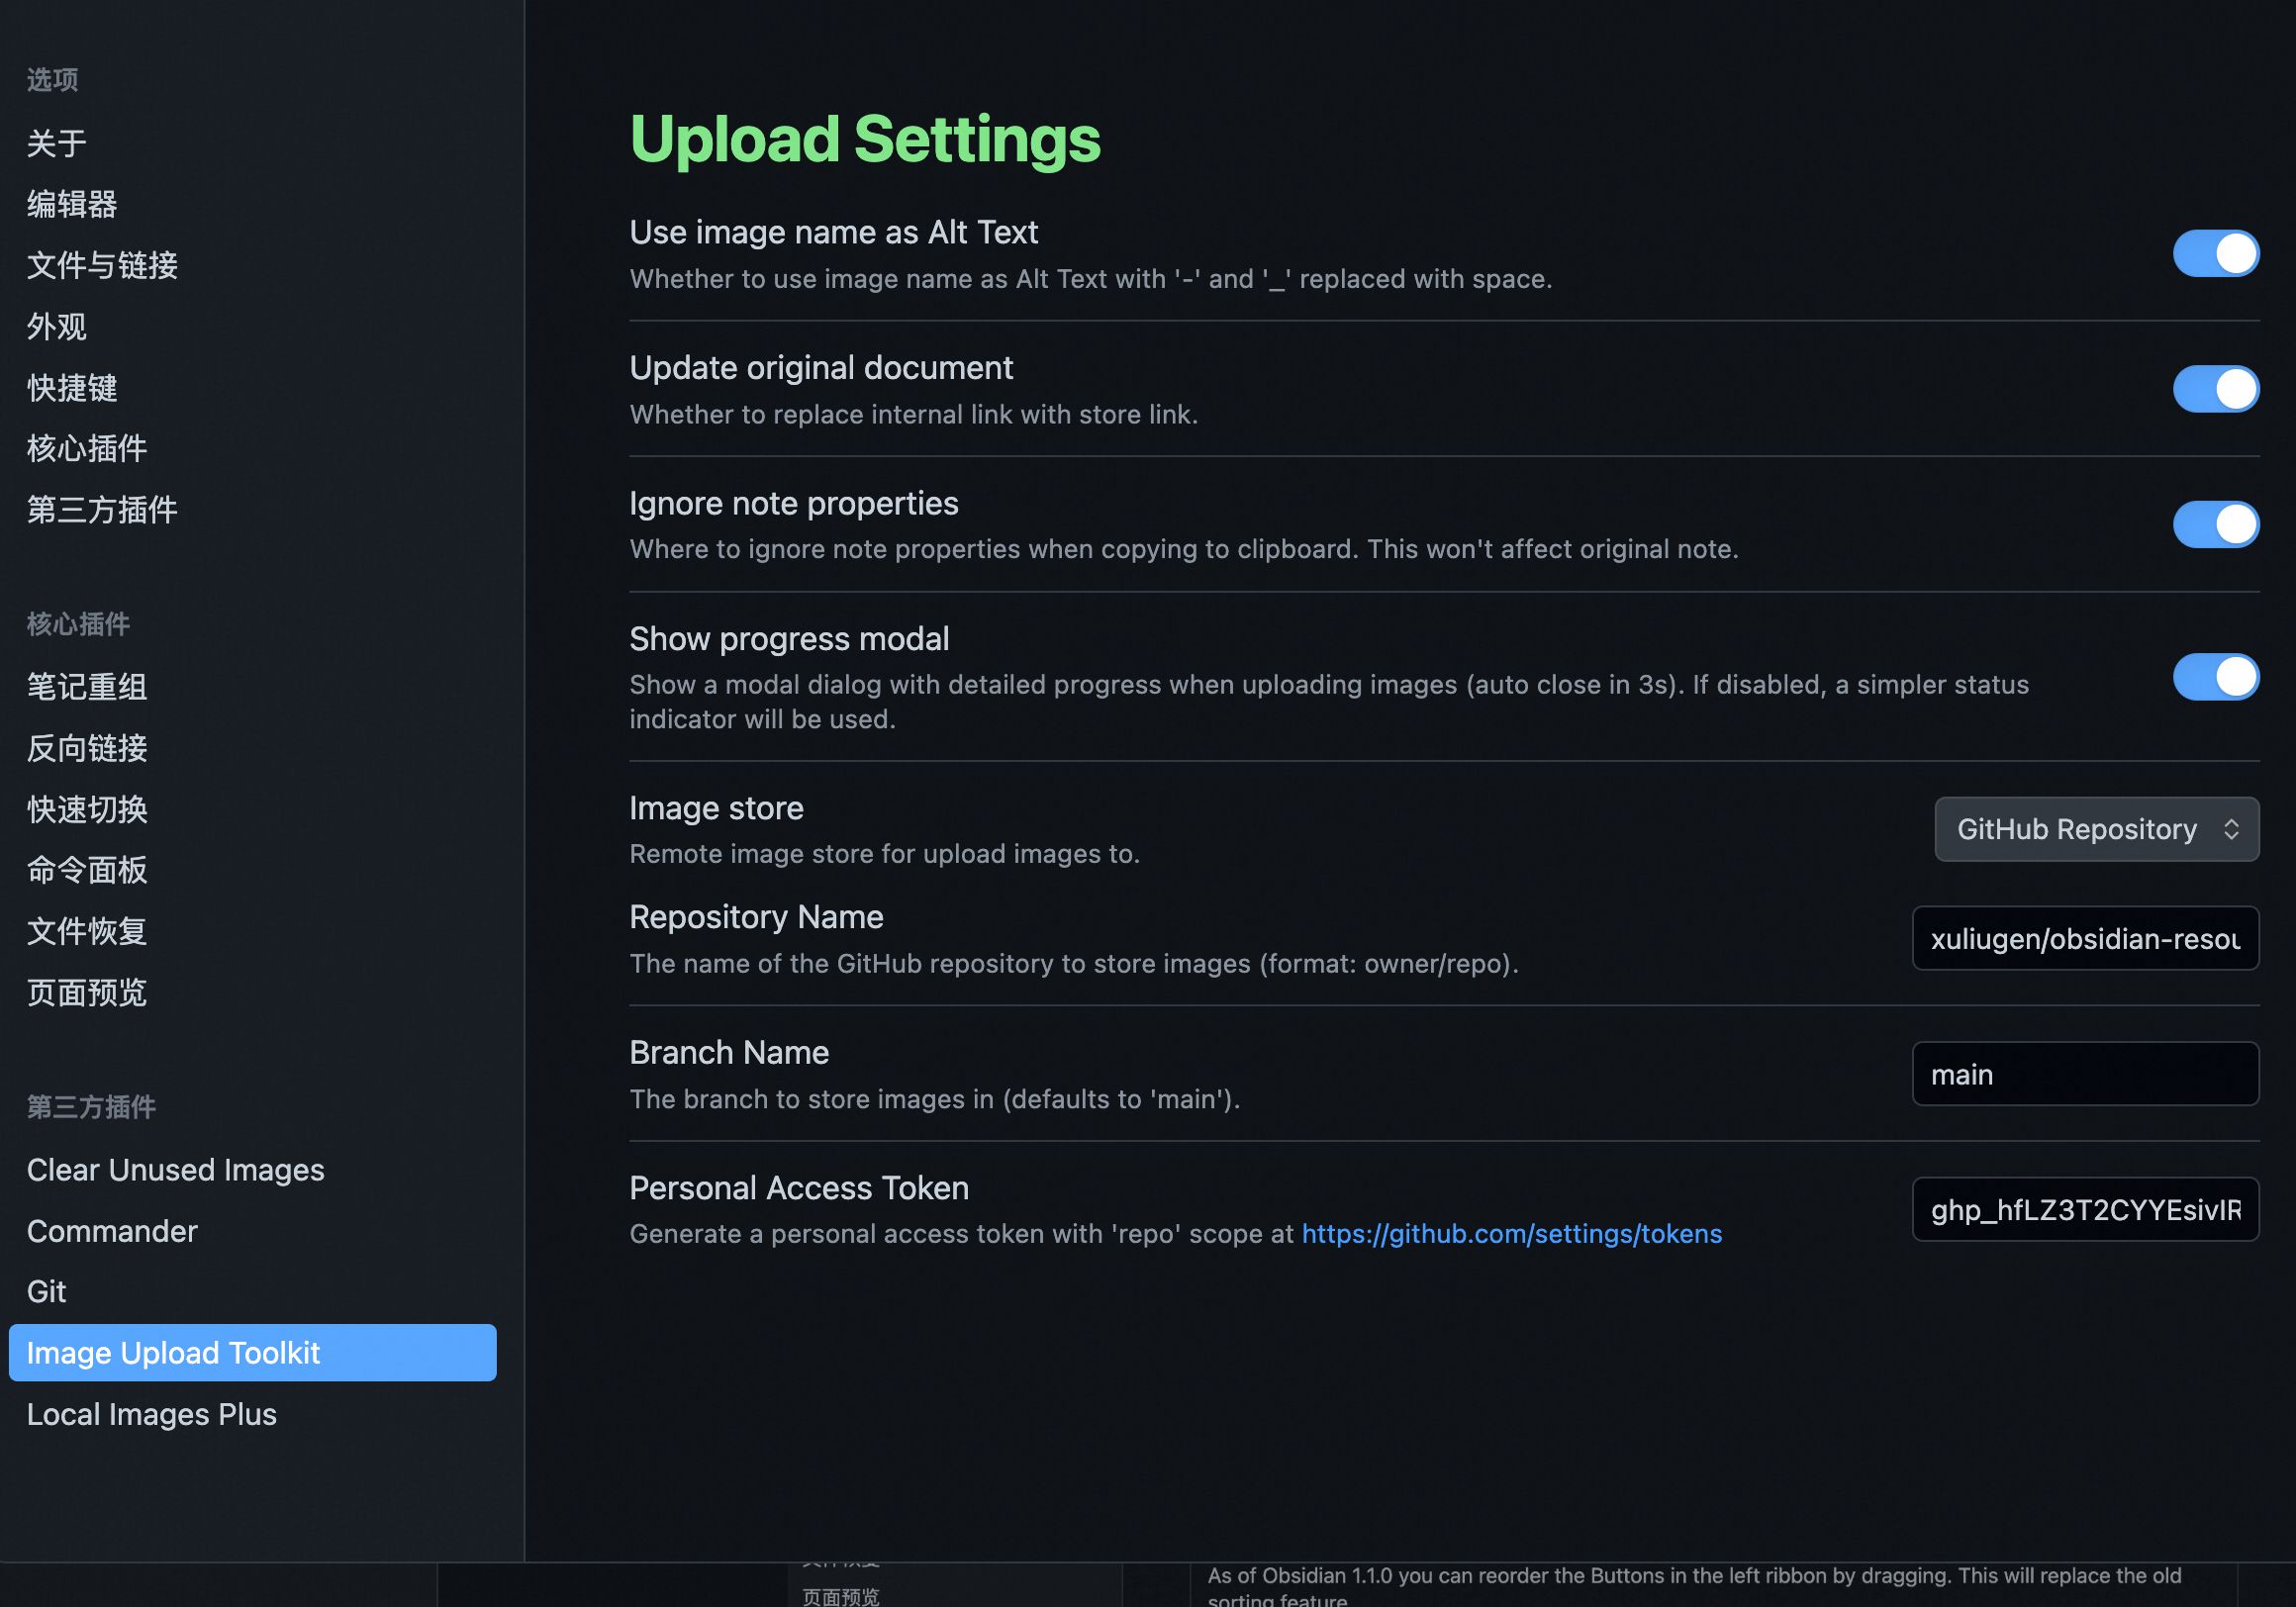 选项
关于
编辑器
文件与链接
外观
快捷键
核心插件
第三方插件
核心插件
笔记重组
反向链接
快速切换
命令面板
文件恢复
页面预览
第三方插件
Clear Unused Images
Commander
Git
Image Upload Toolkit
Local Images Plus
Upload Settings
Use image name as Alt Text
Whether to use image name as Alt Text with '-' and '_' replaced with space.
Update original document
Whether to replace internal link with store link.
Ignore note properties
Where to ignore note properties when copying to clipboard. This won't affect original note.
Show progress modal
Show a modal dialog with detailed progress when uploading images (auto close in 3s). If disabled, a simpler status
indicator will be used.
Image store
Remote image store for upload images to.
GitHub Repository
Repository Name
The name of the GitHub repository to store images (format: owner/repo).
xuliugen/obsidian-resou
Branch Name
The branch to store images in (defaults to 'main').
main
Personal Access Token
Generate a personal access token with 'repo' scope at https://github.com/settings/tokens
ghp_hfLZ3T2CYYEsivIR
页面预览
As of Obsidian 1.1.0 you can reorder the Buttons in the left ribbon by dragging. This will replace the old
sorting feature